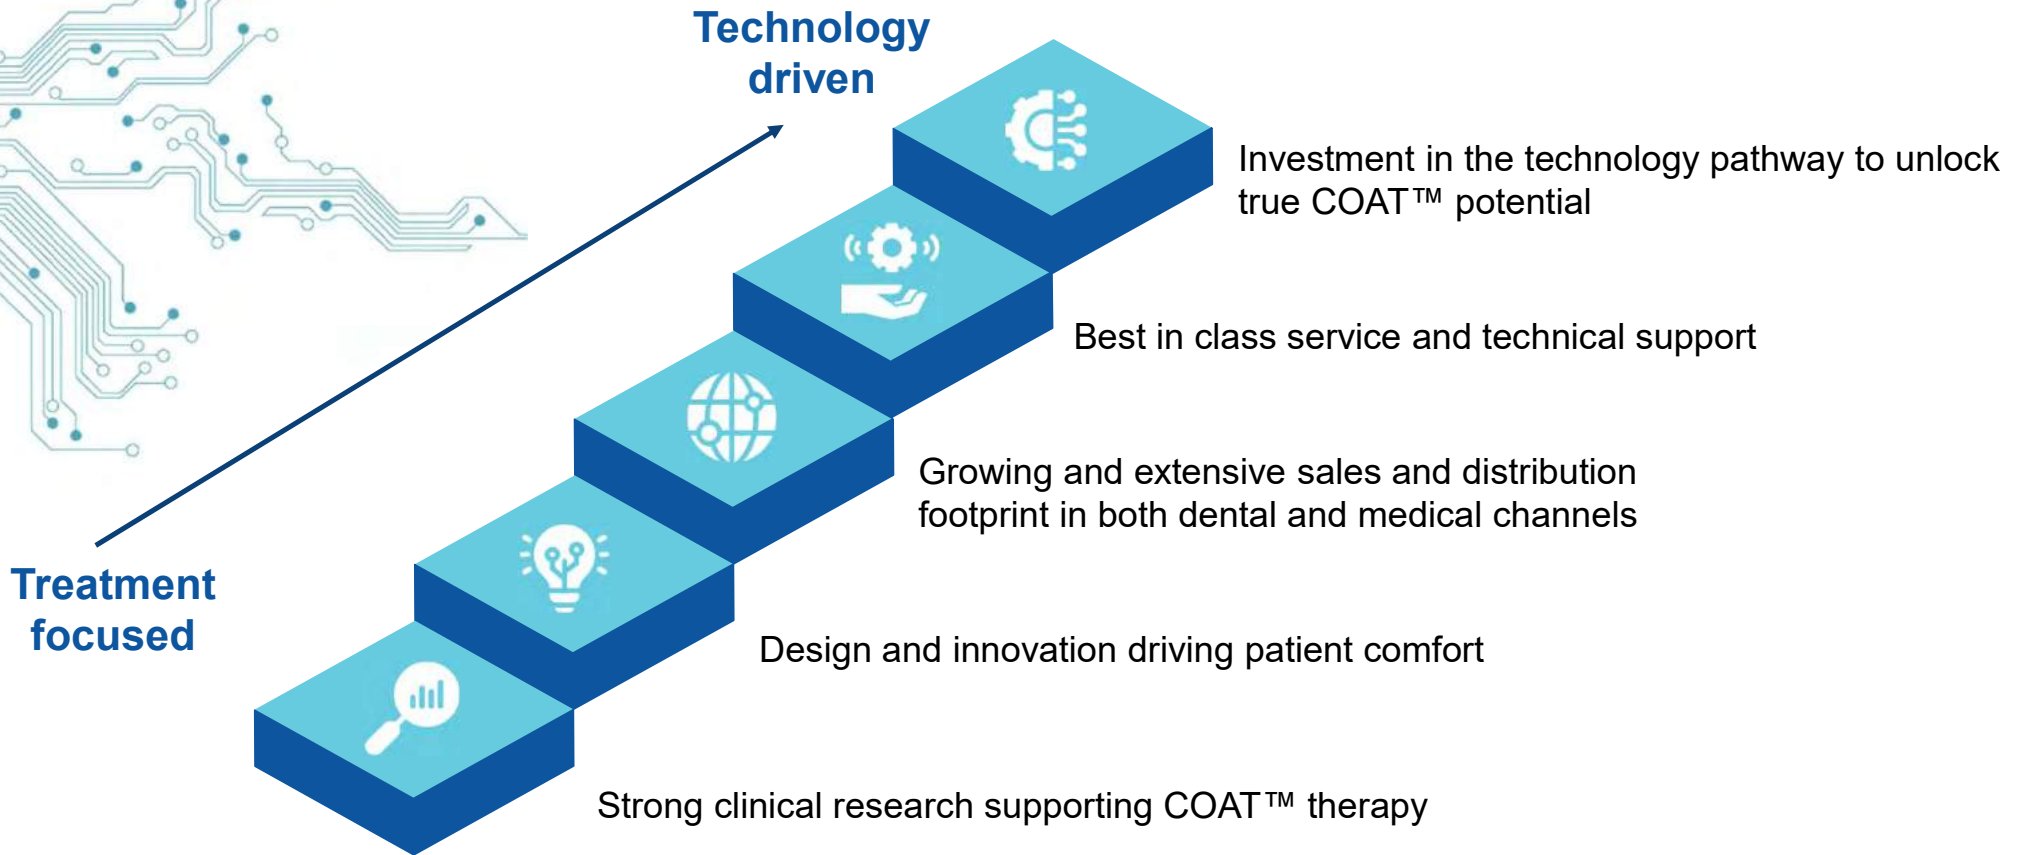 Technology
driven
Investment in the technology pathway to unlock
true COAT™ potential
Best in class service and technical support
Growing and extensive sales and distribution
footprint in both dental and medical channels
Treatment
focused
Design and innovation driving patient comfort
Strong clinical research supporting COAT™ therapy